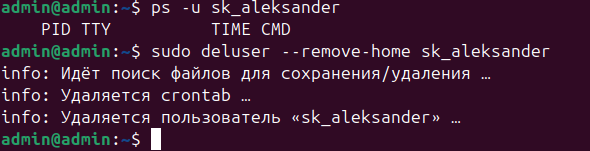 admin@admin:~$ ps -u sk_aleksander
    PID TTY          TIME CMD
admin@admin:~$ sudo deluser --remove-home sk_aleksander
info: Идёт поиск файлов для сохранения/удаления …
info: Удаляется crontab …
info: Удаляется пользователь «sk_aleksander» …
admin@admin:~$